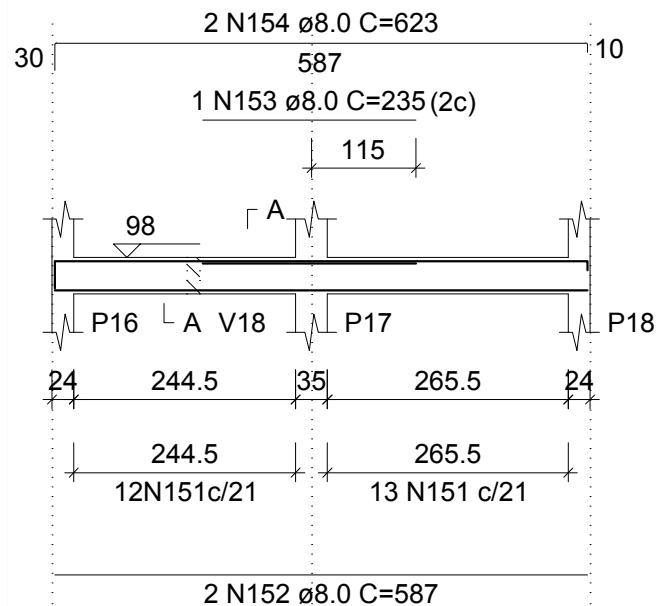 2 N154 ø8.0 C=623
30
10
587
1 N153 ø8.0 C=235 (2c)
115
A
98
P16
A
V18
P17
P18
24
244.5
35
265.5
24
244.5
265.5
12N151c/21
13 N151 c/21
2 N152 ø8.0 C=587